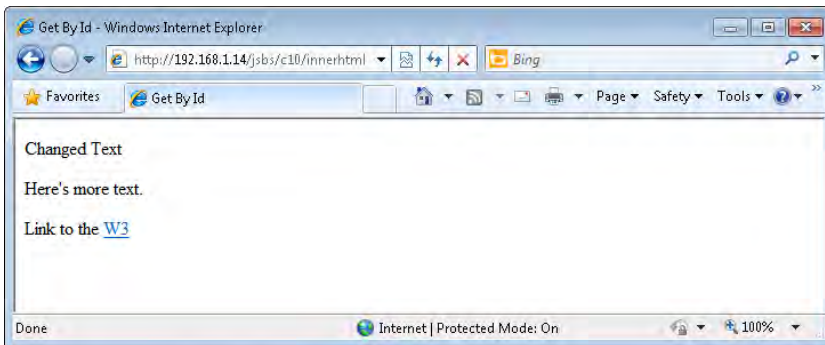 Get By Id - Windows Internet Explorer
http://192.168.1.14/jsbs/c10/innerhtml Bing
Favorites Get By Id Page Safety Tools »
Changed Text
Here's more text.
Link to the W3
Done Internet | Protected Mode: On 100%